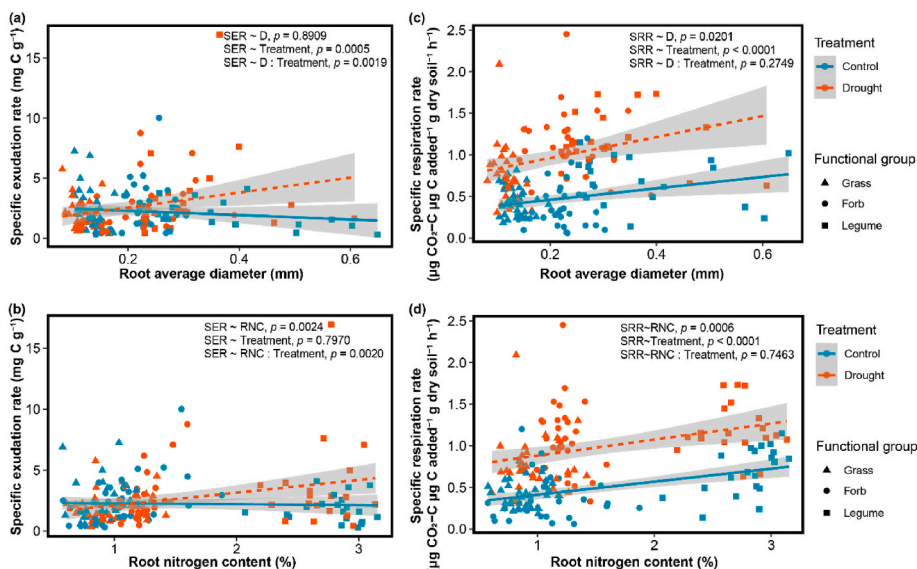 (a)
SER ~ D, p = 0.8909
SER ~ Treatment, p = 0.0005
SER ~ D : Treatment, p = 0.0019
Specific exudation rate (mg C g⁻¹)
15
10
5
0
0.2
0.4
0.6
Root average diameter (mm)
(c)
SRR ~ D, p = 0.0201
SRR ~ Treatment, p < 0.0001
SRR ~ D : Treatment, p = 0.2749
Specific respiration rate
(µg CO₂−C µg C added⁻¹ g dry soil⁻¹ h⁻¹)
2.5
2.0
1.5
1.0
0.5
0.0
0.2
0.4
0.6
Root average diameter (mm)
Treatment
Control
Drought
Functional group
Grass
Forb
Legume
(b)
SER ~ RNC, p = 0.0024
SER ~ Treatment, p = 0.7970
SER ~ RNC : Treatment, p = 0.0020
Specific exudation rate (mg C g⁻¹)
15
10
5
0
1
2
3
Root nitrogen content (%)
(d)
SRR~RNC, p = 0.0006
SRR~Treatment, p < 0.0001
SRR~RNC : Treatment, p = 0.7463
Specific respiration rate
µg CO₂−C µg C added⁻¹ g dry soil⁻¹ h⁻¹)
2.5
2.0
1.5
1.0
0.5
0.0
1
2
3
Root nitrogen content (%)
Treatment
Control
Drought
Functional group
Grass
Forb
Legume